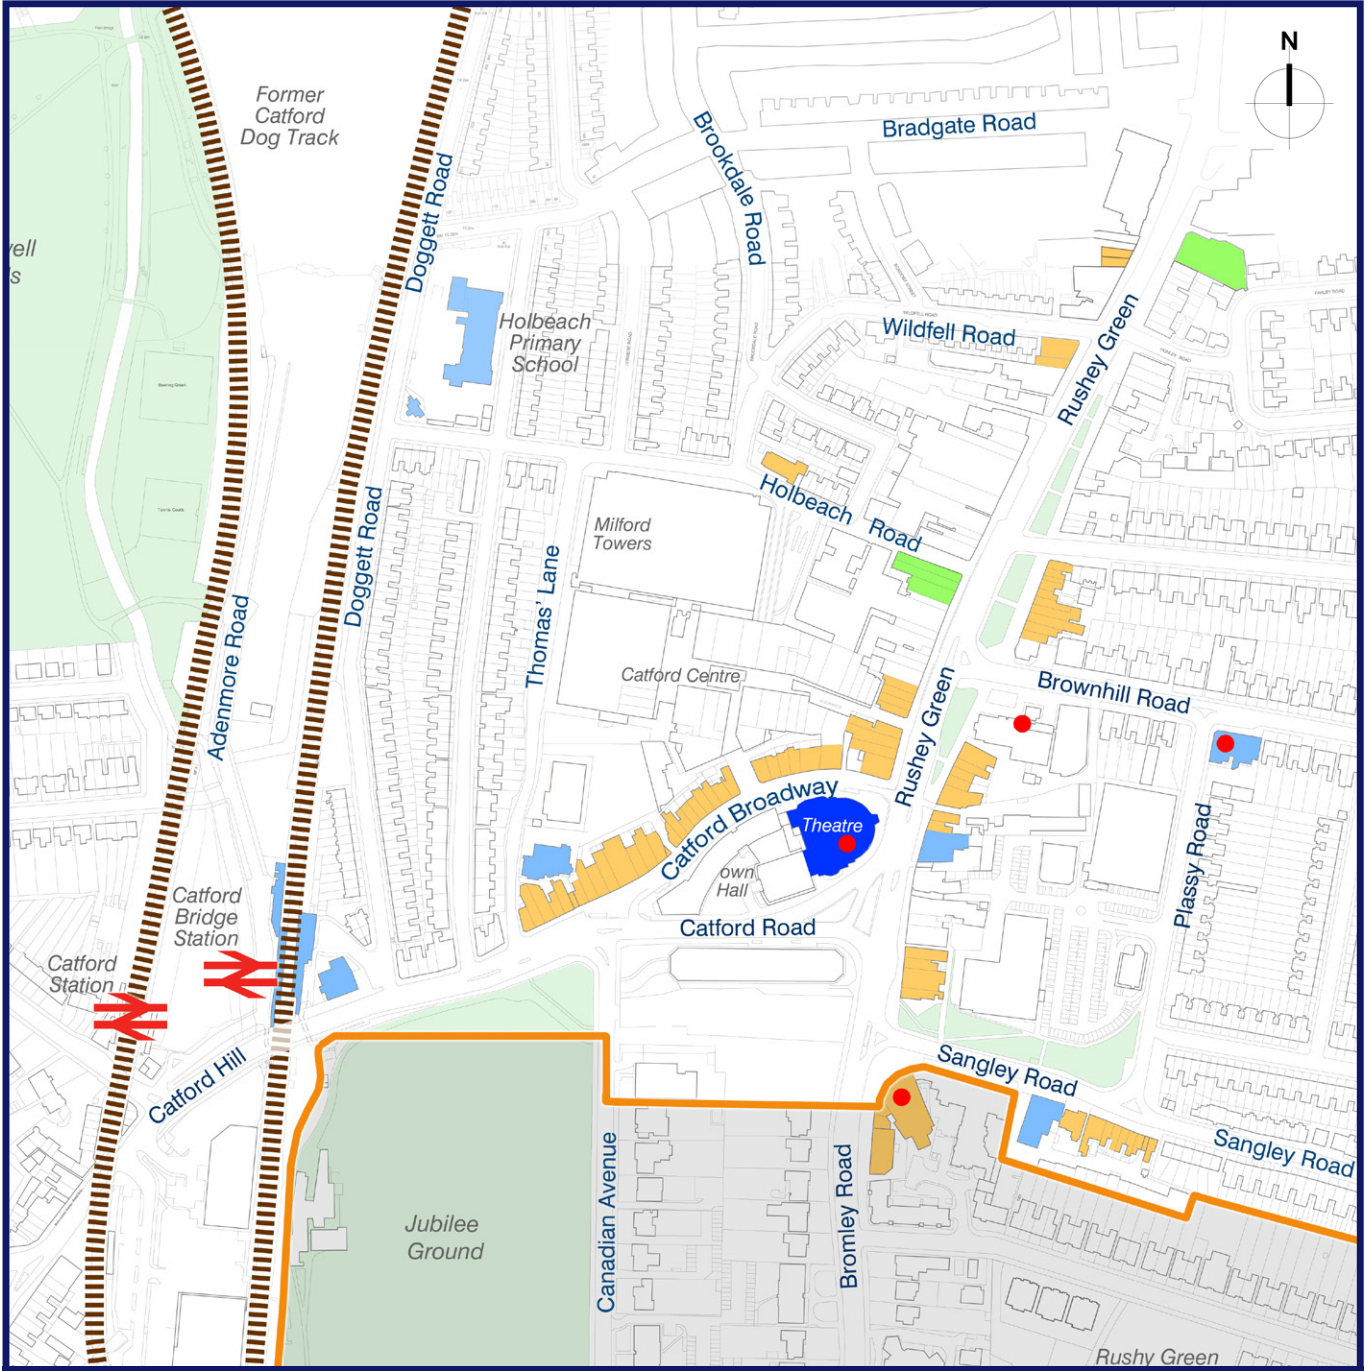 N
Former
Catford
Dog Track
Bradgate Road
Brookdale Road
Doggett Road
Holbeach
Primary
School
Wildfell Road
WILDFELL ROAD
Rushey Green
Holbeach Road
Milford
Towers
Doggett Road
Thomas' Lane
Adenmore Road
Catford Centre
Rushey Green
Brownhill Road
Catford Broadway
Theatre
own
Hall
Plassy Road
Catford
Bridge
Station
Catford Road
Catford
Station
Catford Hill
Sangley Road
Sangley Road
Canadian Avenue
Bromley Road
Jubilee
Ground
Rushy Green